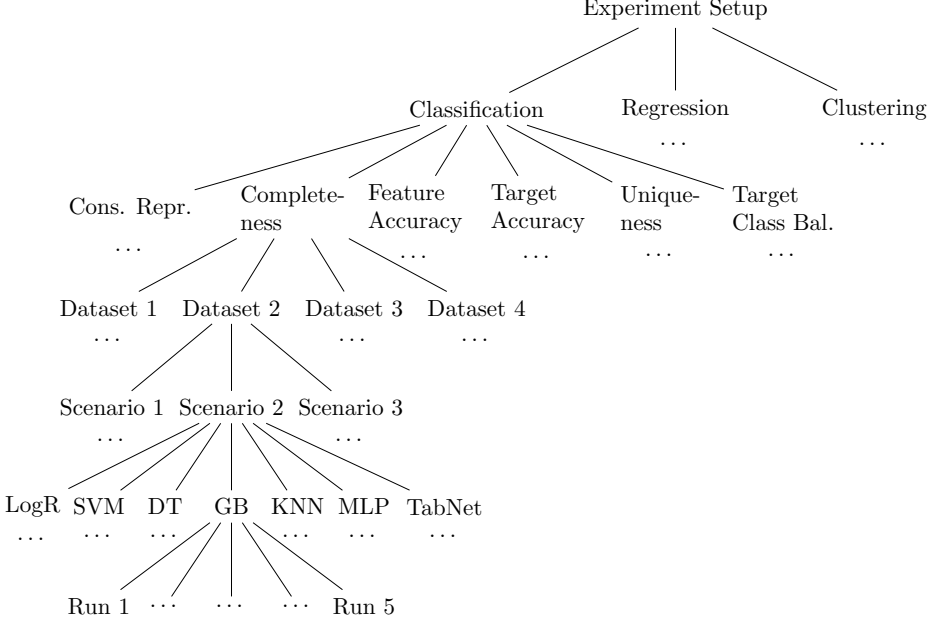 Experiment Setup
Classification
Regression
Clustering
...
...
Cons. Repr.
...
Complete-
ness
Feature
Accuracy
...
Target
Accuracy
...
Unique-
ness
...
Target
Class Bal.
...
Dataset 1
...
Dataset 2
Dataset 3
...
Dataset 4
...
Scenario 1
...
Scenario 2
Scenario 3
...
LogR
...
SVM
...
DT
...
GB
KNN
...
MLP
...
TabNet
...
Run 1
...
...
...
Run 5